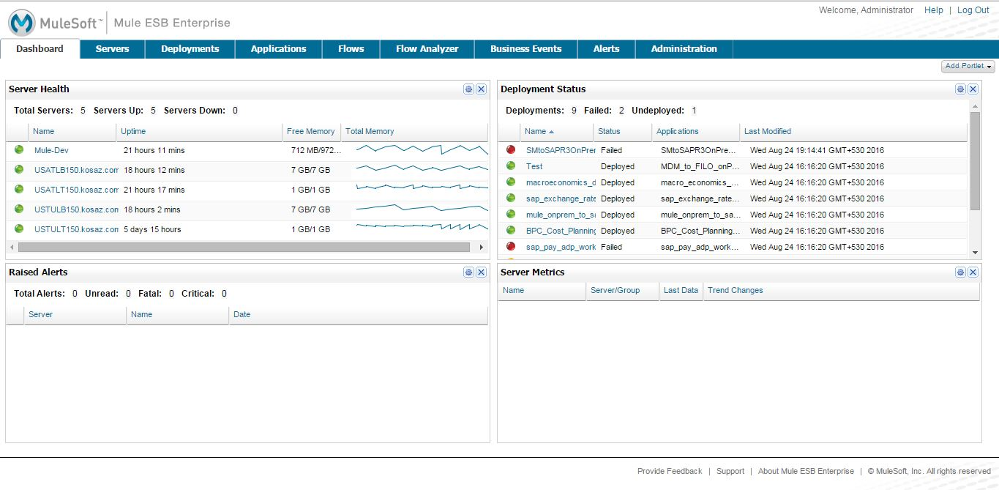 Welcome, Administrator Help | Log Out
MuleSoft™ Mule ESB Enterprise
Dashboard Servers Deployments Applications Flows Flow Analyzer Business Events Alerts Administration
Add Portlet
Server Health
Total Servers: 5 Servers Up: 5 Servers Down: 0
Name Uptime Free Memory Total Memory
Mule-Dev 21 hours 11 mins 712 MB/972...
USATLB150.kosaz.com 18 hours 12 mins 7 GB/7 GB
USATLT150.kosaz.com 21 hours 17 mins 1 GB/1 GB
USTULB150.kosaz.com 18 hours 2 mins 7 GB/7 GB
USTULT150.kosaz.com 5 days 15 hours 1 GB/1 GB
Deployment Status
Deployments: 9 Failed: 2 Undeployed: 1
Name Status Applications Last Modified
SMtoSAPR3OnPrer Failed SMtoSAPR3OnPre... Wed Aug 24 19:14:41 GMT+530 2016
Test Deployed MDM_to_FILO_onP... Wed Aug 24 16:16:20 GMT+530 2016
macroeconomics_d Deployed macro_economics_... Wed Aug 24 16:16:20 GMT+530 2016
sap_exchange_rate Deployed sap_exchange_rate... Wed Aug 24 16:16:20 GMT+530 2016
mule_onprem_to_sa Deployed mule_onprem_to_sa... Wed Aug 24 16:16:20 GMT+530 2016
BPC_Cost_Planning Deployed BPC_Cost_Planning... Wed Aug 24 16:16:20 GMT+530 2016
sap_pay_adp_work Failed sap_pay_adp_work... Wed Aug 24 16:16:20 GMT+530 2016
Raised Alerts
Total Alerts: 0 Unread: 0 Fatal: 0 Critical: 0
Server Name Date
Server Metrics
Name Server/Group Last Data Trend Changes
Provide Feedback | Support | About Mule ESB Enterprise | © MuleSoft, Inc. All rights reserved